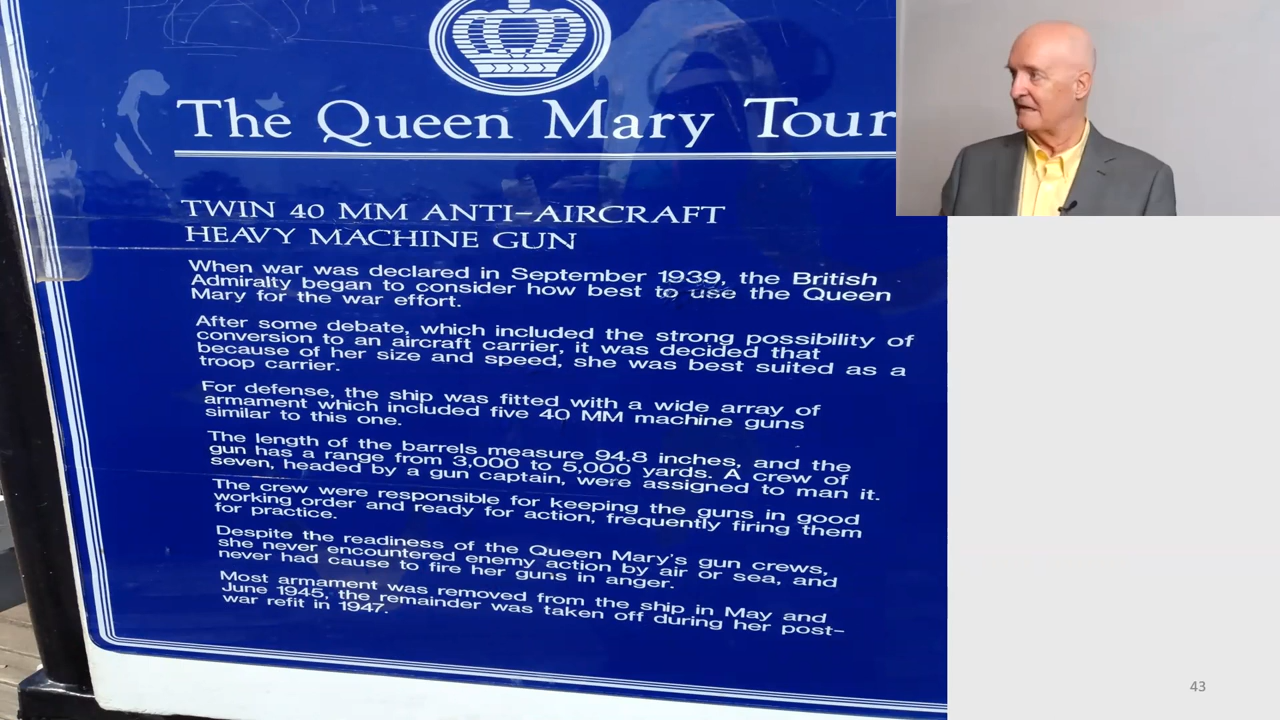 The Queen Mary Tour
TWIN 40 MM ANTI-AIRCRAFT
HEAVY MACHINE GUN
When war was declared in September 1939, the British
Admiralty began to consider how best to use the Queen
Mary for the war effort.
After some debate, which included the strong possibility of
conversion to an aircraft carrier, it was decided that
because of her size and speed, she was best suited as a
troop carrier.
For defense, the ship was fitted with a wide array of
armament which included five 40 MM machine guns
similar to this one.
The length of the barrels measure 94.8 inches, and the
gun has a range from 3,000 to 5,000 yards. A crew of
seven, headed by a gun captain, were assigned to man it.
The crew were responsible for keeping the guns in good
working order and ready for action, frequently firing them
for practice.
Despite the readiness of the Queen Mary's gun crews,
she never encountered enemy action by air or sea, and
never had cause to fire her guns in anger.
Most armament was removed from the ship in May and
June 1945, the remainder was taken off during her post-
war refit in 1947.
43